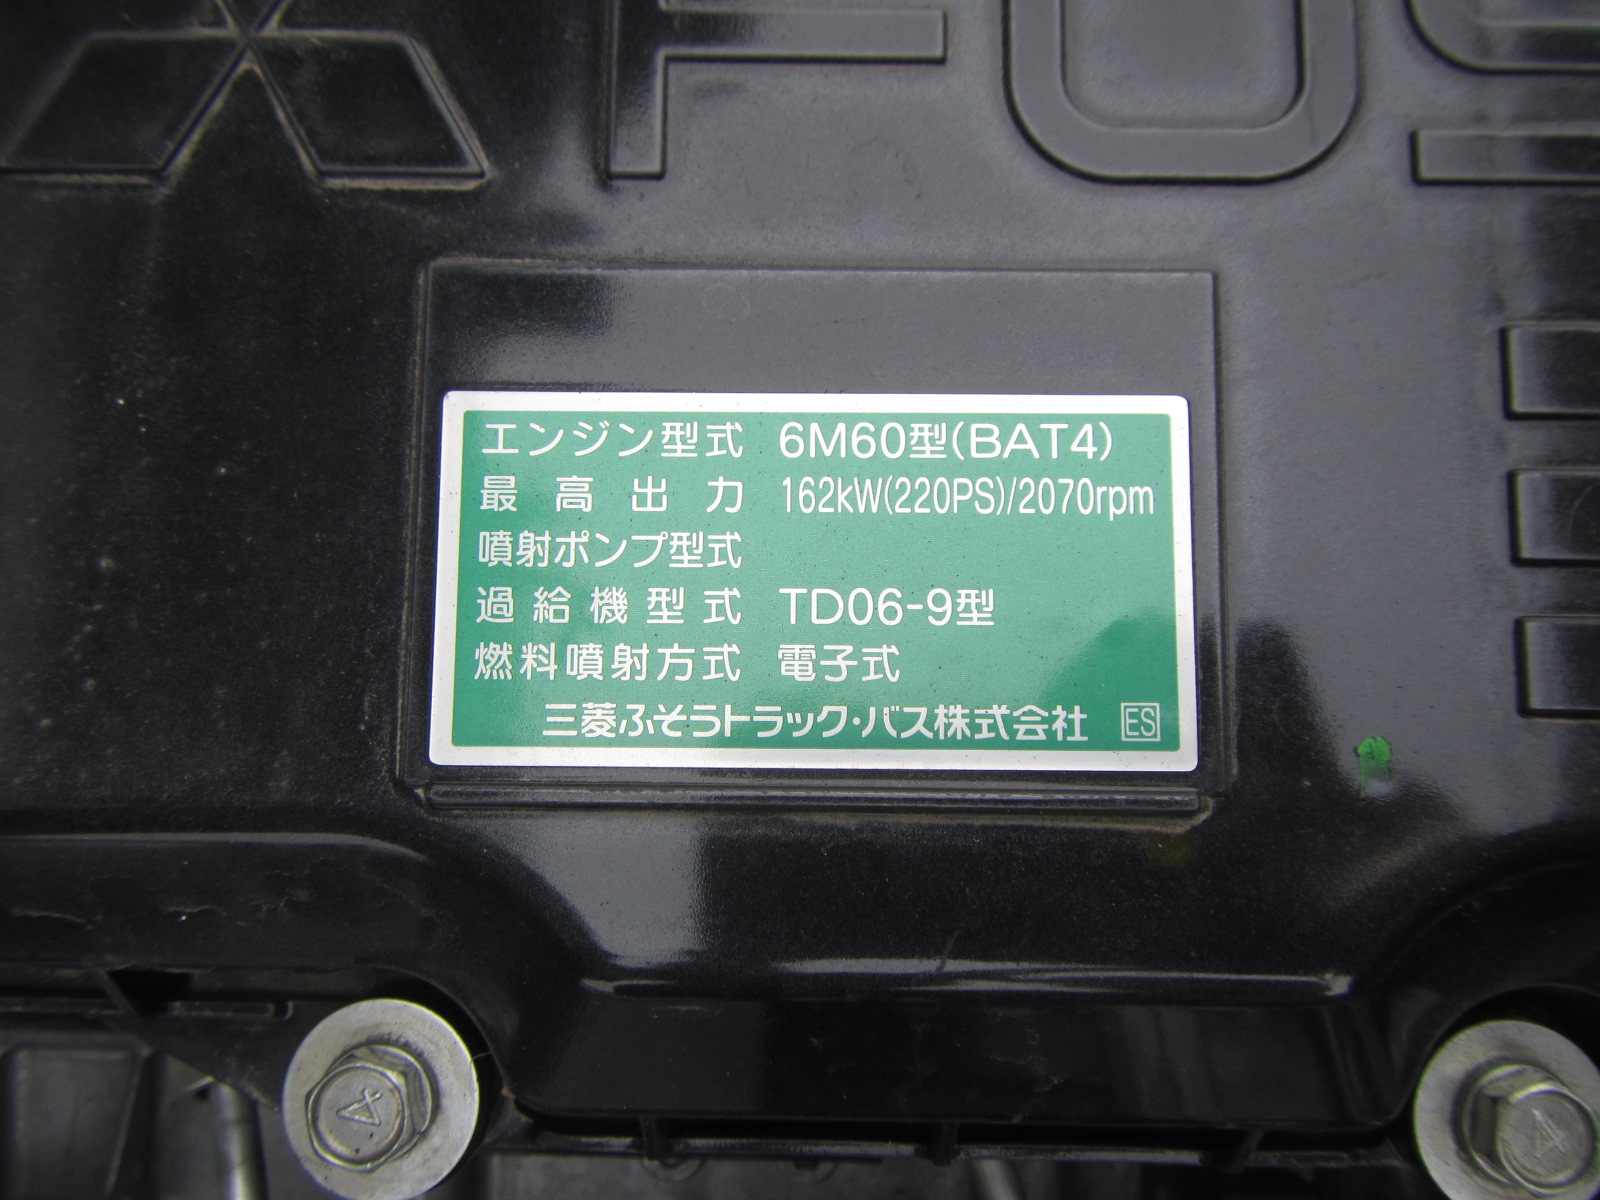 エンジン型式 6M60型(BAT4)
最高出力 162kW(220PS)/2070rpm
噴射ポンプ型式
過給機型式 TD06-9型
燃料噴射方式 電子式
三菱ふそうトラック・バス株式会社 ES
4
4